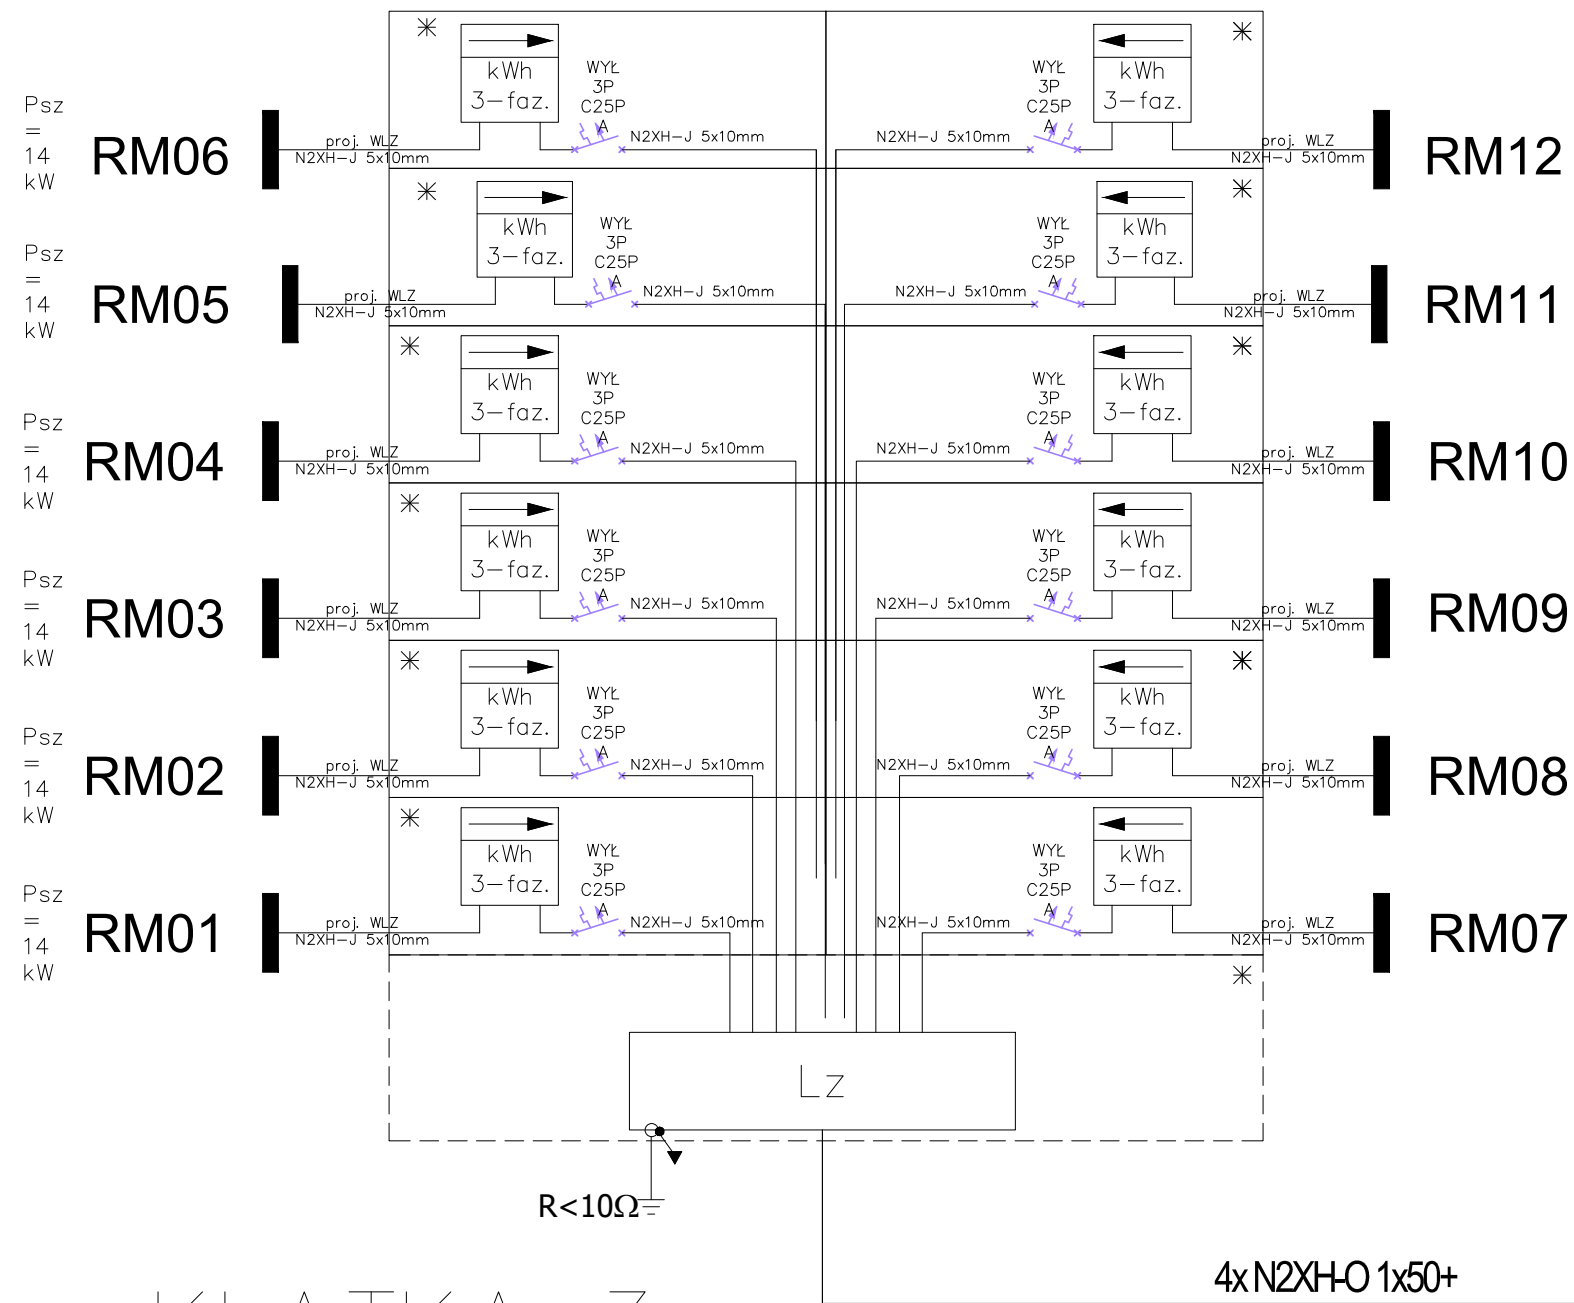 Psz
=
14
kW
RM06
proj. WLZ
N2XH-J 5x10mm
kWh
3-faz.
WYŁ
3P
C25P
A
N2XH-J 5x10mm
N2XH-J 5x10mm
WYŁ
3P
C25P
A
kWh
3-faz.
proj. WLZ
N2XH-J 5x10mm
RM12
Psz
=
14
kW
RM05
proj. WLZ
N2XH-J 5x10mm
kWh
3-faz.
WYŁ
3P
C25P
A
N2XH-J 5x10mm
N2XH-J 5x10mm
WYŁ
3P
C25P
A
kWh
3-faz.
proj. WLZ
N2XH-J 5x10mm
RM11
Psz
=
14
kW
RM04
proj. WLZ
N2XH-J 5x10mm
kWh
3-faz.
WYŁ
3P
C25P
A
N2XH-J 5x10mm
N2XH-J 5x10mm
WYŁ
3P
C25P
A
kWh
3-faz.
proj. WLZ
N2XH-J 5x10mm
RM10
Psz
=
14
kW
RM03
proj. WLZ
N2XH-J 5x10mm
kWh
3-faz.
WYŁ
3P
C25P
A
N2XH-J 5x10mm
N2XH-J 5x10mm
WYŁ
3P
C25P
A
kWh
3-faz.
proj. WLZ
N2XH-J 5x10mm
RM09
Psz
=
14
kW
RM02
proj. WLZ
N2XH-J 5x10mm
kWh
3-faz.
WYŁ
3P
C25P
A
N2XH-J 5x10mm
N2XH-J 5x10mm
WYŁ
3P
C25P
A
kWh
3-faz.
proj. WLZ
N2XH-J 5x10mm
RM08
Psz
=
14
kW
RM01
proj. WLZ
N2XH-J 5x10mm
kWh
3-faz.
WYŁ
3P
C25P
A
N2XH-J 5x10mm
N2XH-J 5x10mm
WYŁ
3P
C25P
A
kWh
3-faz.
proj. WLZ
N2XH-J 5x10mm
RM07
Lz
R<10Ω
4x N2XH-O 1x50+